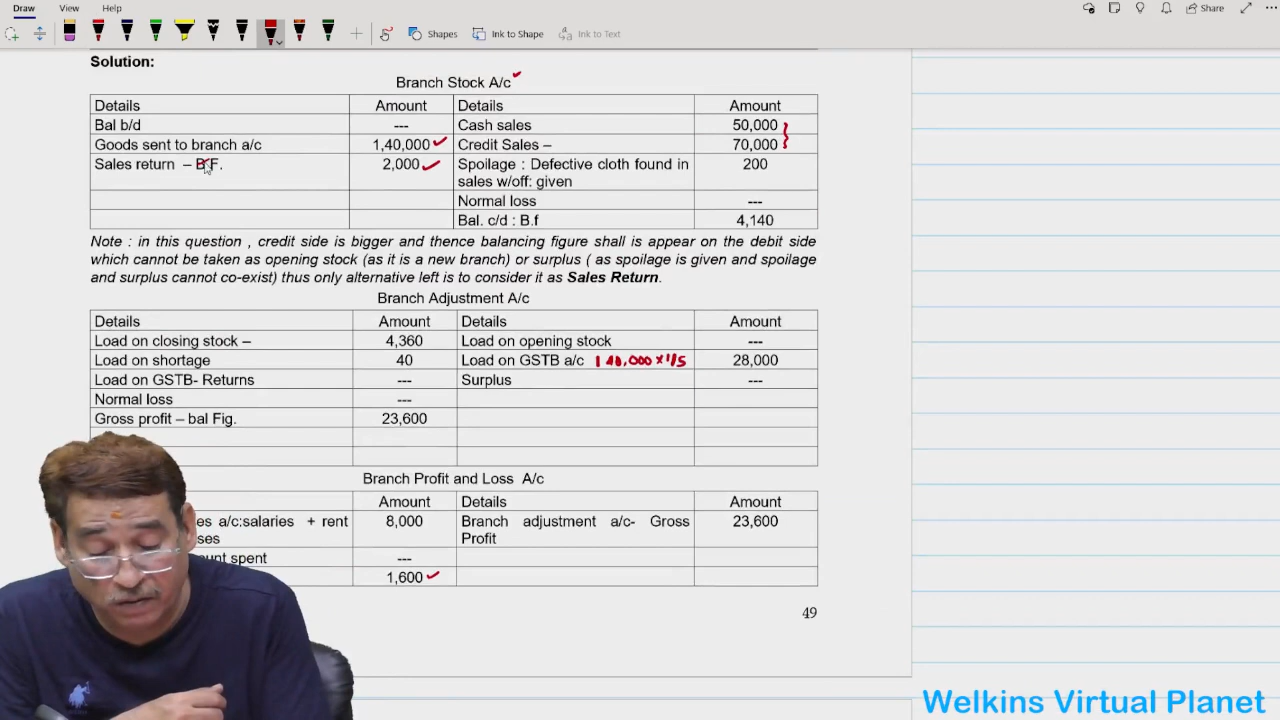 Draw View Share
Shapes Ink to Shape Ink to Text
Solution:
Branch Stock A/c
Details Amount Details Amount
Bal b/d --- Cash sales 50,000
Goods sent to branch a/c 1,40,000 Credit Sales – 70,000
Sales return – B.F. 2,000 Spoilage : Defective cloth found in 200
sales w/off: given
Normal loss ---
Bal. c/d : B.f 4,140
Note : in this question , credit side is bigger and thence balancing figure shall is appear on the debit side
which cannot be taken as opening stock (as it is a new branch) or surplus ( as spoilage is given and spoilage
and surplus cannot co-exist) thus only alternative left is to consider it as Sales Return.
Branch Adjustment A/c
Details Amount Details Amount
Load on closing stock – 4,360 Load on opening stock ---
Load on shortage 40 Load on GSTB a/c 140,000 x 1/5 28,000
Load on GSTB- Returns --- Surplus ---
Normal loss ---
Gross profit – bal Fig. 23,600
Branch Profit and Loss A/c
Amount Details Amount
es a/c:salaries + rent 8,000 Branch adjustment a/c- Gross 23,600
ses Profit
unt spent ---
1,600
49
Welkins Virtual Planet